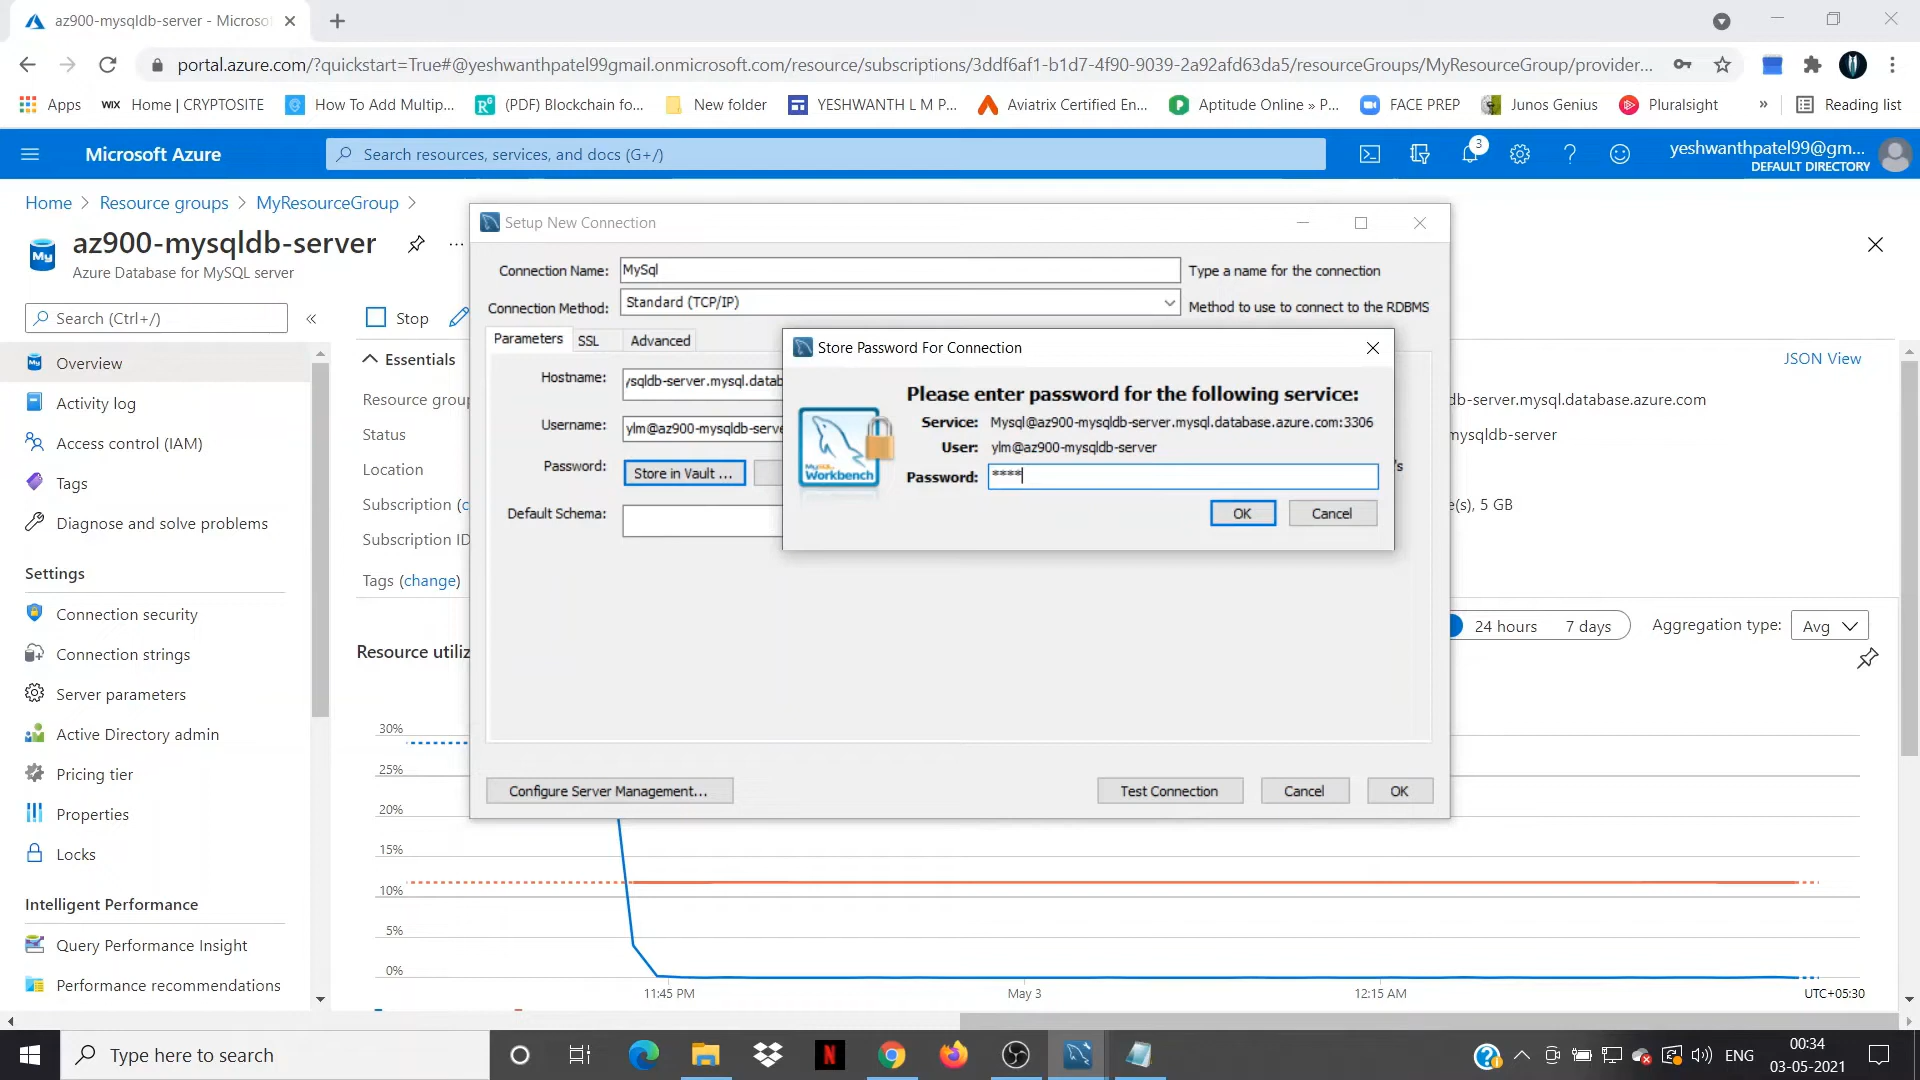 az900-mysqldb-server - Microso
portal.azure.com/?quickstart=True#@yeshwanthpatel99gmail.onmicrosoft.com/resource/subscriptions/3ddf6af1-b1d7-4f90-9039-2a92afd63da5/resourceGroups/MyResourceGroup/provider...
Apps
WIX Home | CRYPTOSITE
How To Add Multip...
(PDF) Blockchain fo...
New folder
YESHWANTH L M P...
Aviatrix Certified En...
Aptitude Online » P...
FACE PREP
Junos Genius
Pluralsight
»
Reading list
Microsoft Azure
Search resources, services, and docs (G+/)
3
yeshwanthpatel99@gm...
DEFAULT DIRECTORY
Home > Resource groups > MyResourceGroup >
az900-mysqldb-server
...
My
Azure Database for MySQL server
Search (Ctrl+/)
«
Stop
Overview
Activity log
Access control (IAM)
Tags
Diagnose and solve problems
Settings
Connection security
Connection strings
Server parameters
Active Directory admin
Pricing tier
Properties
Locks
Intelligent Performance
Query Performance Insight
Performance recommendations
Essentials
JSON View
Resource grou
Status
Location
Subscription (c
Subscription ID
Tags (change)
db-server.mysql.database.azure.com
mysqldb-server
e(s), 5 GB
Setup New Connection
Connection Name: MySql
Type a name for the connection
Connection Method: Standard (TCP/IP)
Method to use to connect to the RDBMS
Parameters SSL Advanced
Hostname: ysqldb-server.mysql.datab
Username: ylm@az900-mysqldb-serve
Password: Store in Vault ...
's
Default Schema:
Configure Server Management...
Test Connection
Cancel
OK
Store Password For Connection
Please enter password for the following service:
Service: Mysql@az900-mysqldb-server.mysql.database.azure.com:3306
User: ylm@az900-mysqldb-server
Password: ****
MySQL
Workbench
OK
Cancel
Resource utiliz
24 hours
7 days
Aggregation type: Avg
30%
25%
20%
15%
10%
5%
0%
11:45 PM
May 3
12:15 AM
UTC+05:30
Type here to search
ENG
00:34
03-05-2021